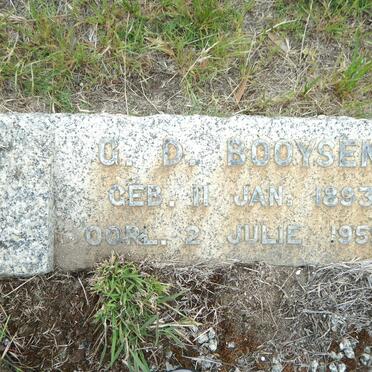 G. D. BOOYSEN
GEB. 11 JAN. 1893
OORL. 2 JULIE 195